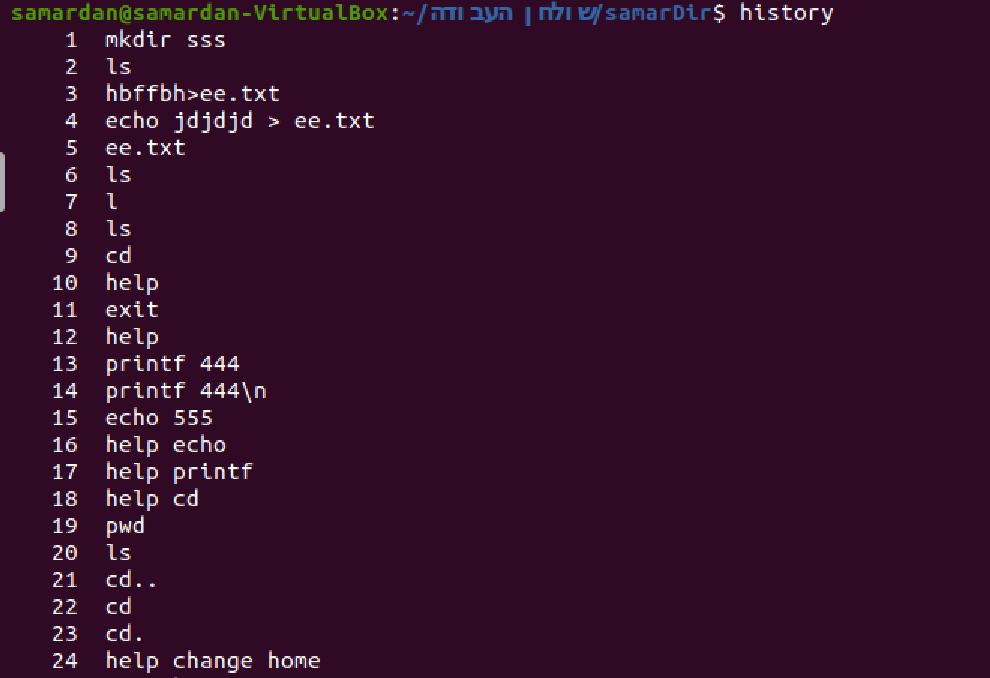 samardan@samardan-VirtualBox:~/שולחן העבודה/samarDir$ history
1 mkdir sss
2 ls
3 hbffbh>ee.txt
4 echo jdjdjd > ee.txt
5 ee.txt
6 ls
7 l
8 ls
9 cd
10 help
11 exit
12 help
13 printf 444
14 printf 444\n
15 echo 555
16 help echo
17 help printf
18 help cd
19 pwd
20 ls
21 cd..
22 cd
23 cd.
24 help change home